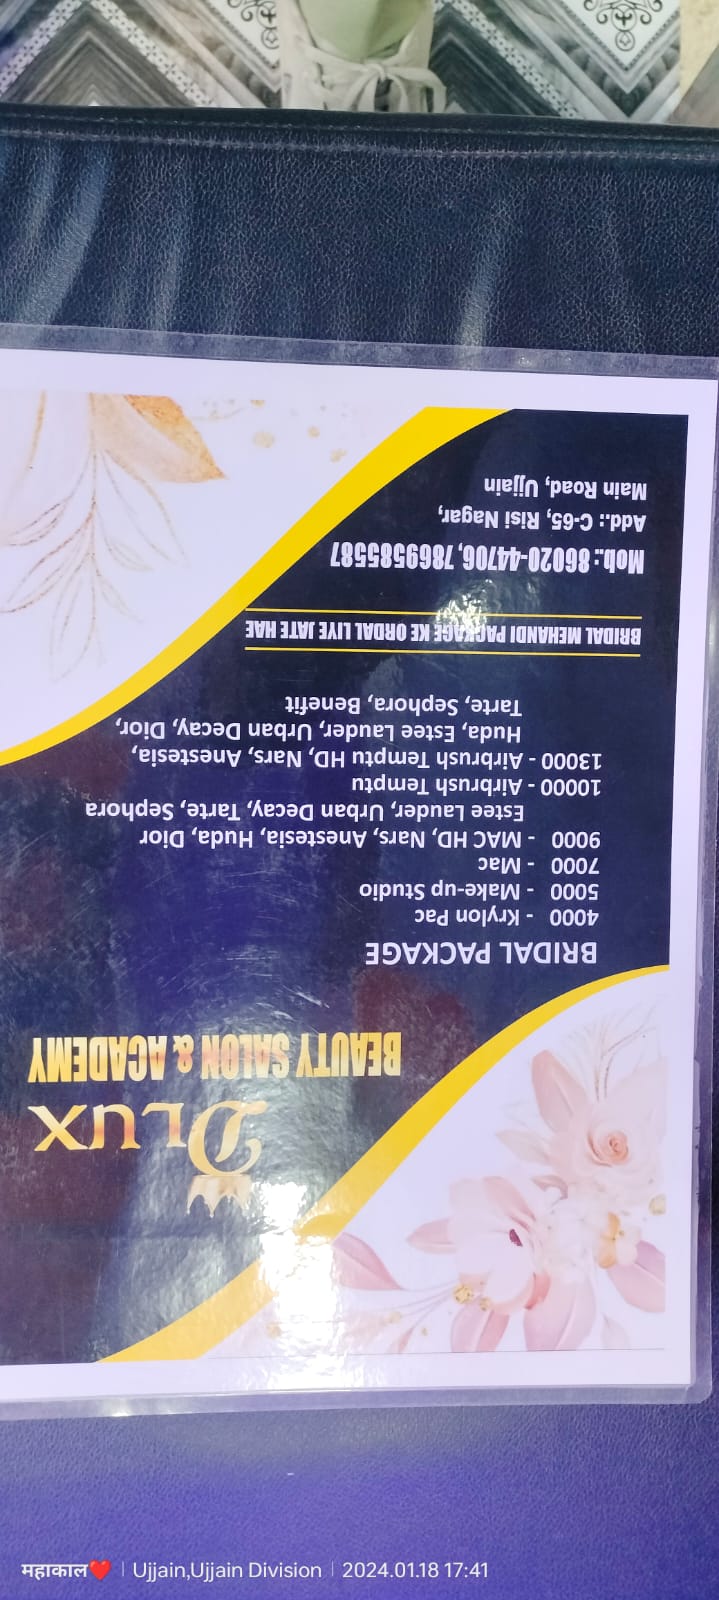 DLUX
BEAUTY SALON & ACADEMY
BRIDAL PACKAGE
4000 - Krylon Pac
5000 - Make-up Studio
7000 - Mac
9000 - MAC HD, Nars, Anestesia, Huda, Dior
Estee Lauder, Urban Decay, Tarte, Sephora
10000 - Airbrush Temptu
13000 - Airbrush Temptu HD, Nars, Anestesia,
Huda, Estee Lauder, Urban Decay, Dior,
Tarte, Sephora, Benefit
BRIDAL MEHANDI PACKAGE KE ORDAL LIYE JATE HAE
Mob.: 86020-44706, 7869585587
Add.: C-65, Risi Nagar,
Main Road, Ujjain
महाकाल❤️ | Ujjain,Ujjain Division | 2024.01.18 17:41